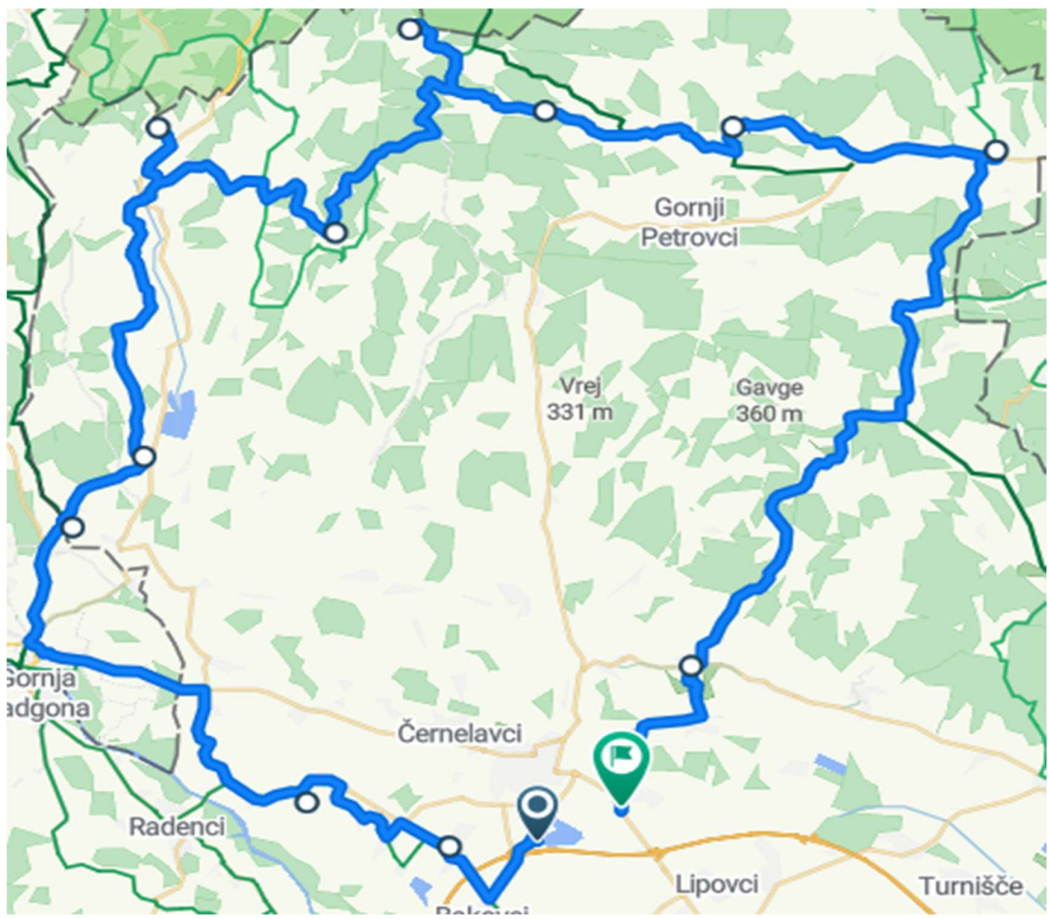 Gornji
Petrovci
Vrej
331 m
Gavge
360 m
Gornja
adgona
Černelavci
Radenci
Lipovci
Turnišče